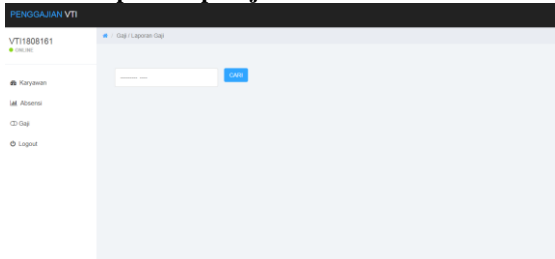 PENGGAJIAN VTI
VTI1808161
ONLINE
/ Gaji / Laporan Gaji
-------- ----
CARI
Karyawan
Absensi
Gaji
Logout